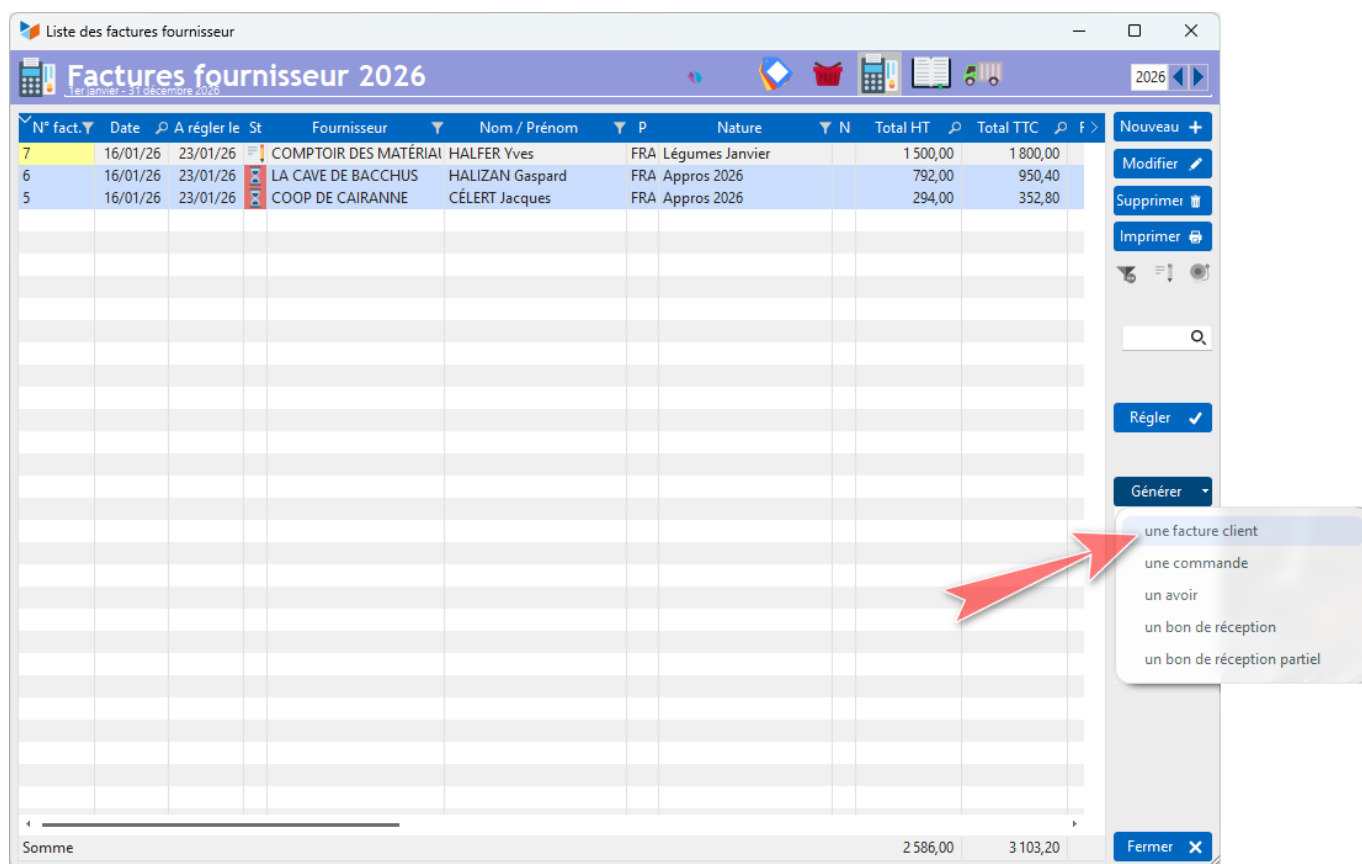 Liste des factures fournisseur
Factures fournisseur 2026
1er janvier - 31 décembre 2026
2026
N° fact. Date A régler le St Fournisseur Nom / Prénom P Nature N Total HT Total TTC F
7 16/01/26 23/01/26 COMPTOIR DES MATÉRIAU HALFER Yves FRA Légumes Janvier 1 500,00 1 800,00
6 16/01/26 23/01/26 LA CAVE DE BACCHUS HALIZAN Gaspard FRA Appros 2026 792,00 950,40
5 16/01/26 23/01/26 COOP DE CAIRANNE CÉLERT Jacques FRA Appros 2026 294,00 352,80
Nouveau
Modifier
Supprimer
Imprimer
Régler
Générer
une facture client
une commande
un avoir
un bon de réception
un bon de réception partiel
Somme 2 586,00 3 103,20
Fermer